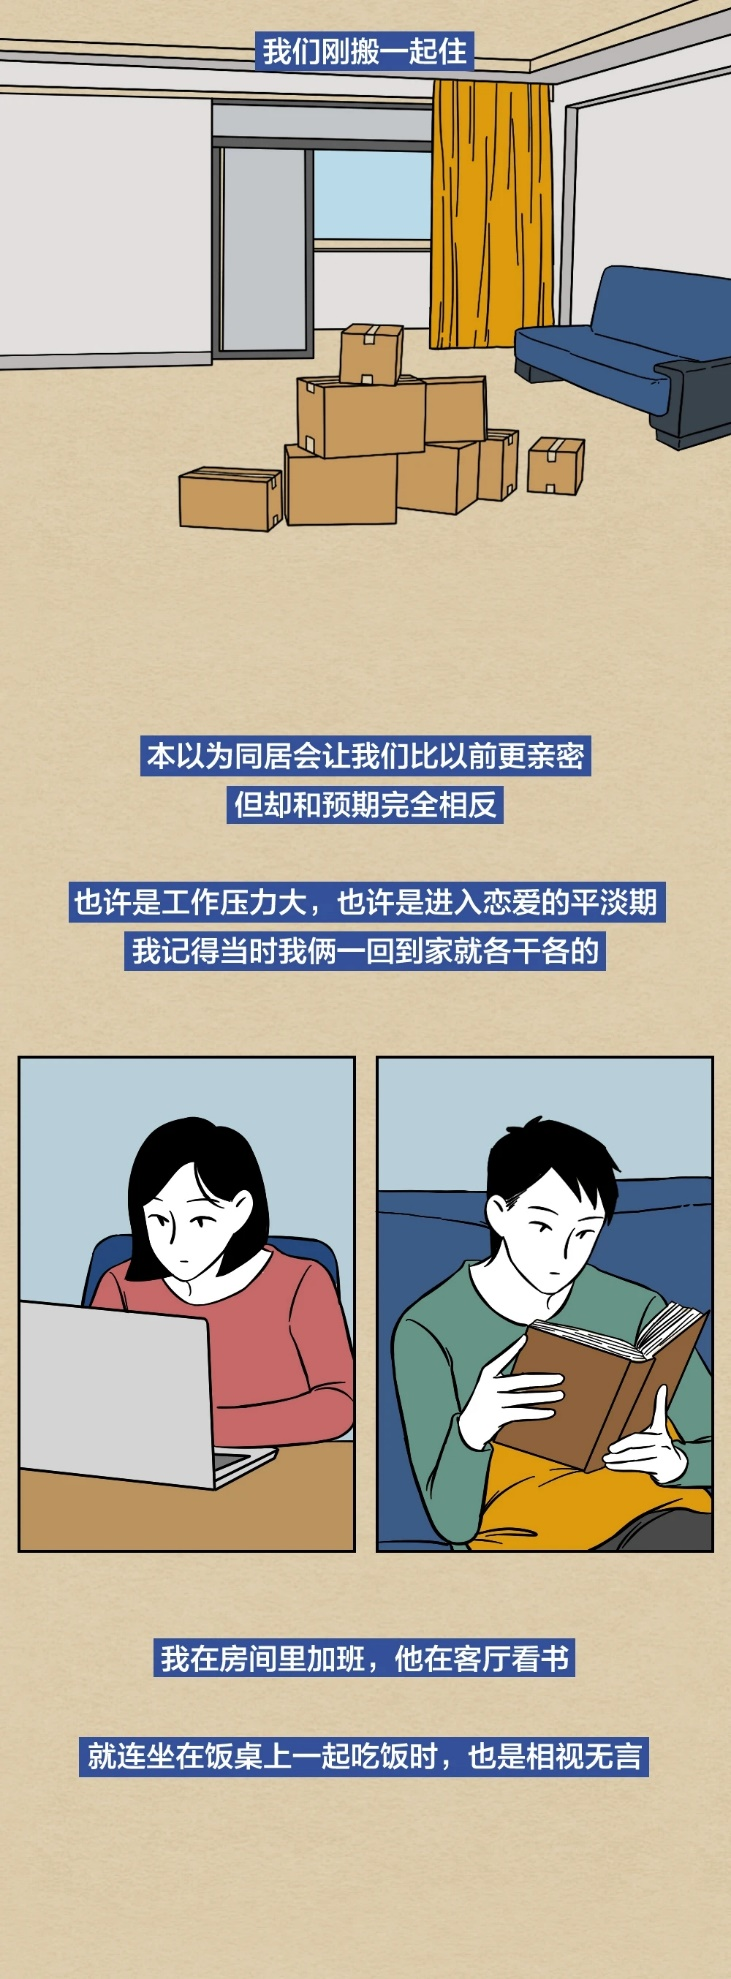 我们刚搬一起住
本以为同居会让我们比以前更亲密
但却和预期完全相反
也许是工作压力大，也许是进入恋爱的平淡期
我记得当时我俩一回到家就各干各的
我在房间里加班，他在客厅看书
就连坐在饭桌上一起吃饭时，也是相视无言